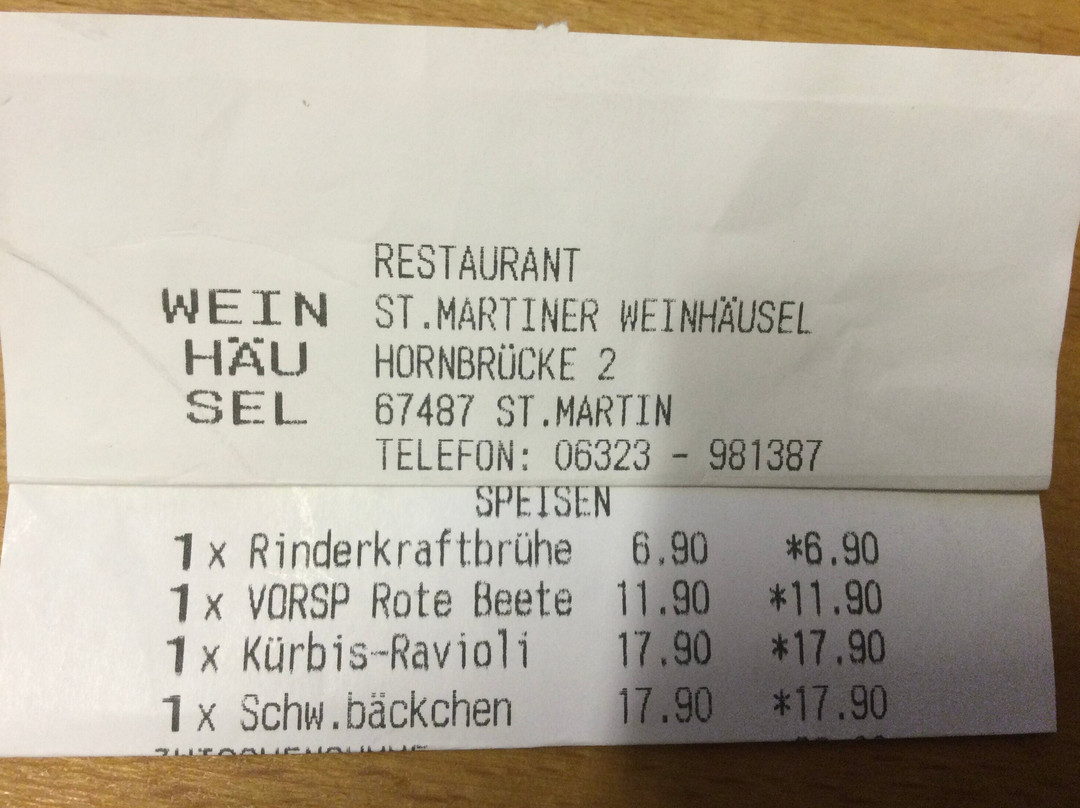 RESTAURANT
WEIN ST.MARTINER WEINHÄUSEL
HÄU HORNBRÜCKE 2
SEL 67487 ST.MARTIN
TELEFON: 06323 - 981387
SPEISEN
1 x Rinderkraftbrühe 6.90 *6.90
1 x VORSP Rote Beete 11.90 *11.90
1 x Kürbis-Ravioli 17.90 *17.90
1 x Schw.bäckchen 17.90 *17.90